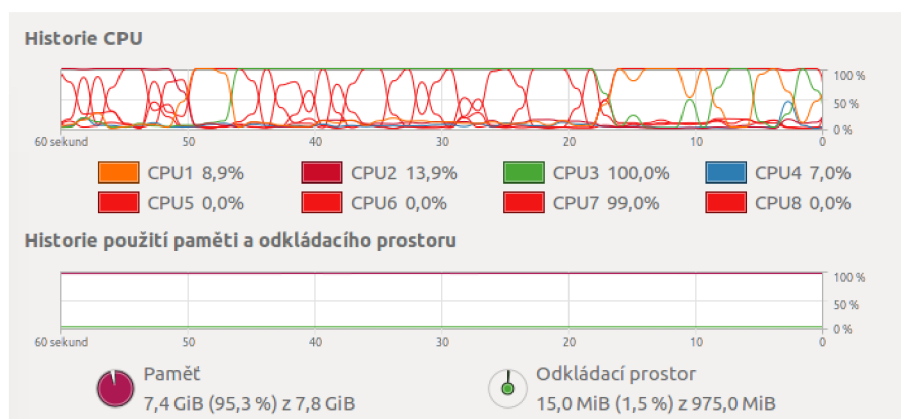 Historie CPU
100 %
50 %
0 %
60 sekund 50 40 30 20 10 0
CPU1 8,9% CPU2 13,9% CPU3 100,0% CPU4 7,0%
CPU5 0,0% CPU6 0,0% CPU7 99,0% CPU8 0,0%
Historie použití paměti a odkládacího prostoru
100 %
50 %
0 %
60 sekund 50 40 30 20 10 0
Paměť Odkládací prostor
7,4 GiB (95,3 %) z 7,8 GiB 15,0 MiB (1,5 %) z 975,0 MiB